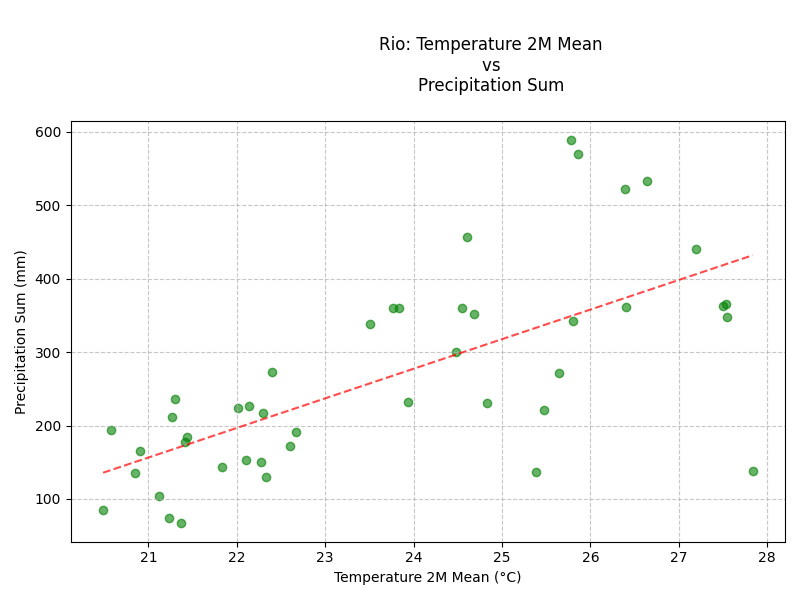 Rio: Temperature 2M Mean
vs
Precipitation Sum
600
500
400
300
200
100
Precipitation Sum (mm)
21 22 23 24 25 26 27 28
Temperature 2M Mean (°C)